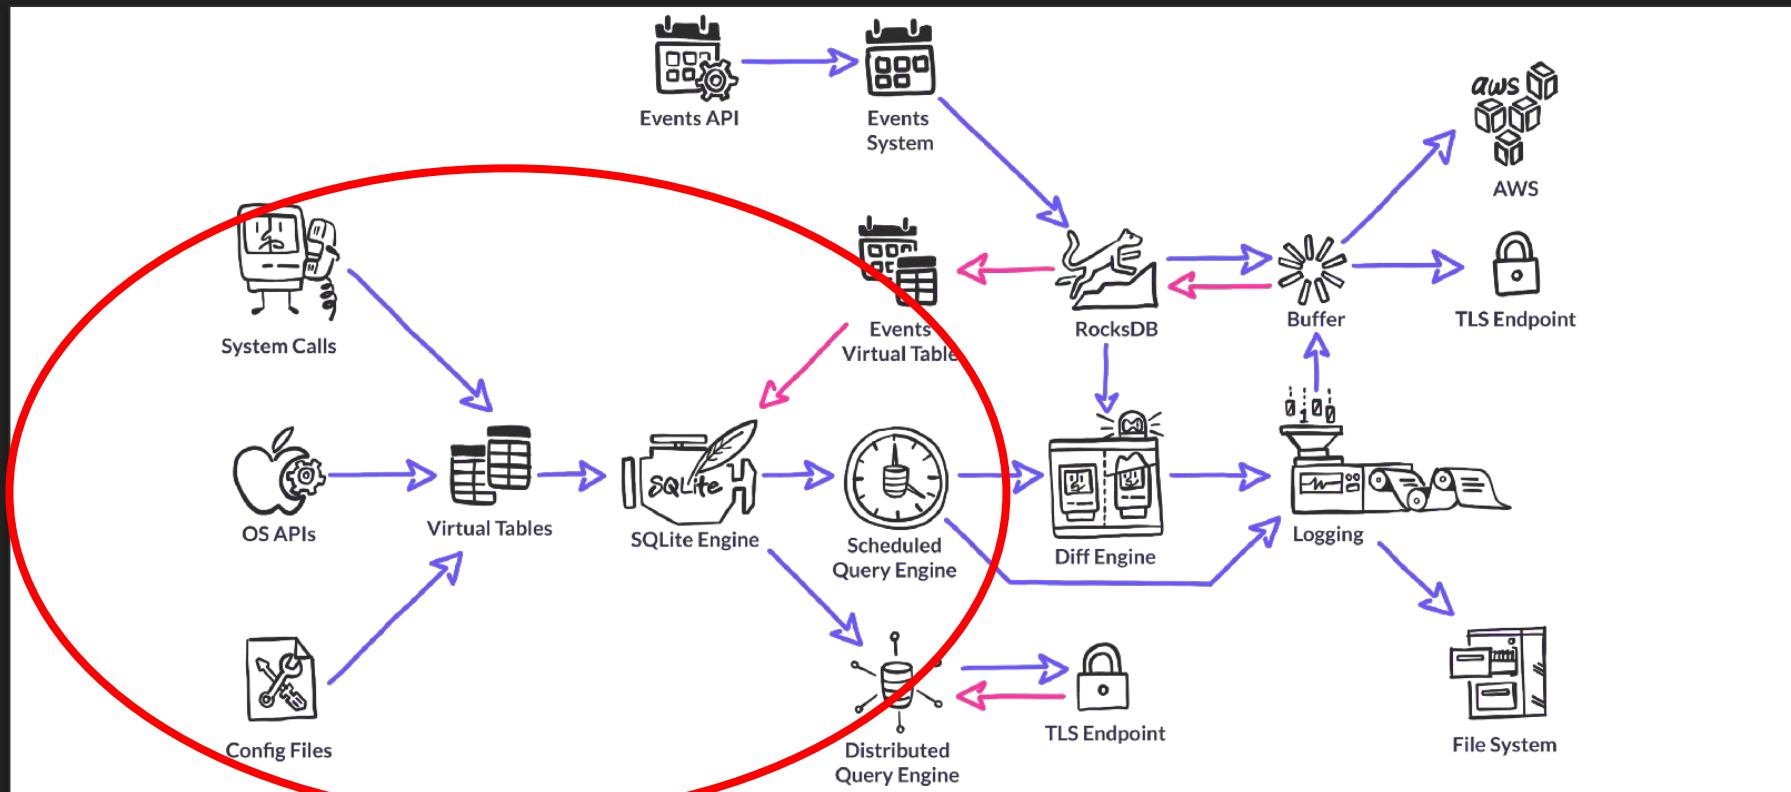 Events API
Events
System
aws
AWS
System Calls
Events
Virtual Table
RocksDB
Buffer
TLS Endpoint
1
OS APIs
Virtual Tables
SQLite
SQLite Engine
Scheduled
Query Engine
Diff Engine
Logging
Config Files
Distributed
Query Engine
TLS Endpoint
File System